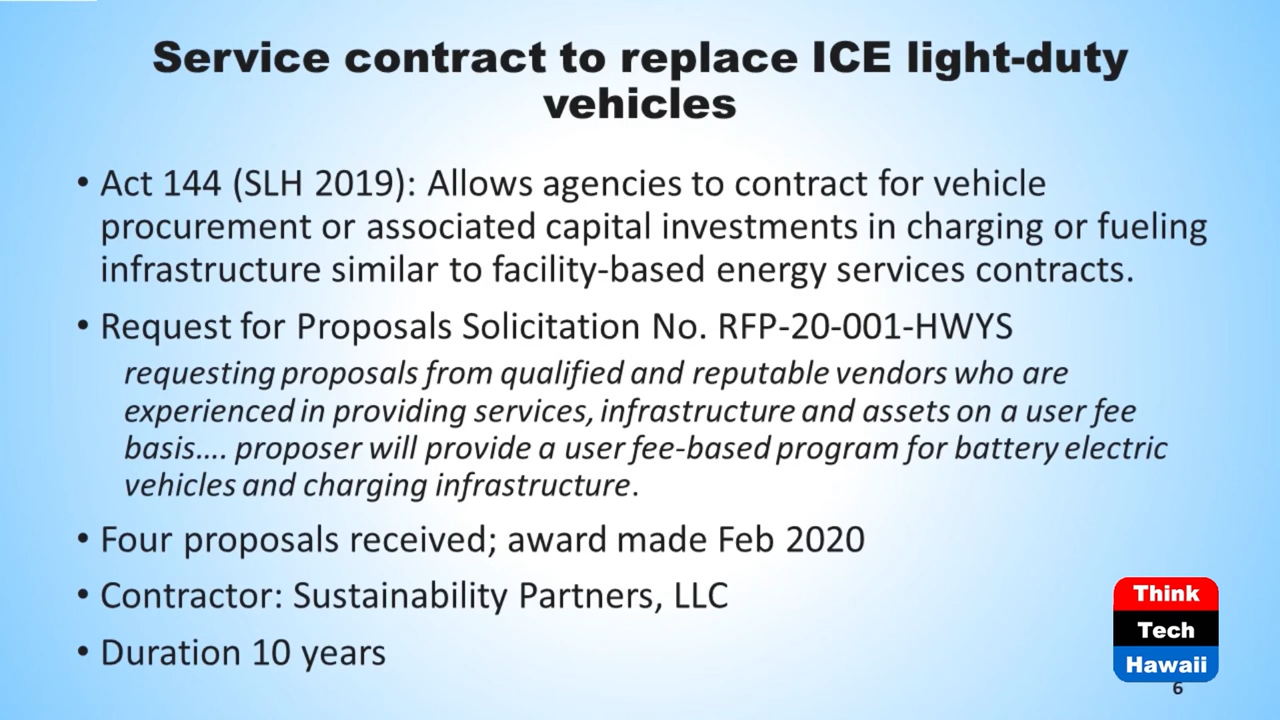 Service contract to replace ICE light-duty
vehicles
• Act 144 (SLH 2019): Allows agencies to contract for vehicle
procurement or associated capital investments in charging or fueling
infrastructure similar to facility-based energy services contracts.
• Request for Proposals Solicitation No. RFP-20-001-HWYS
requesting proposals from qualified and reputable vendors who are
experienced in providing services, infrastructure and assets on a user fee
basis.... proposer will provide a user fee-based program for battery electric
vehicles and charging infrastructure.
• Four proposals received; award made Feb 2020
• Contractor: Sustainability Partners, LLC
• Duration 10 years
Think
Tech
Hawaii
6